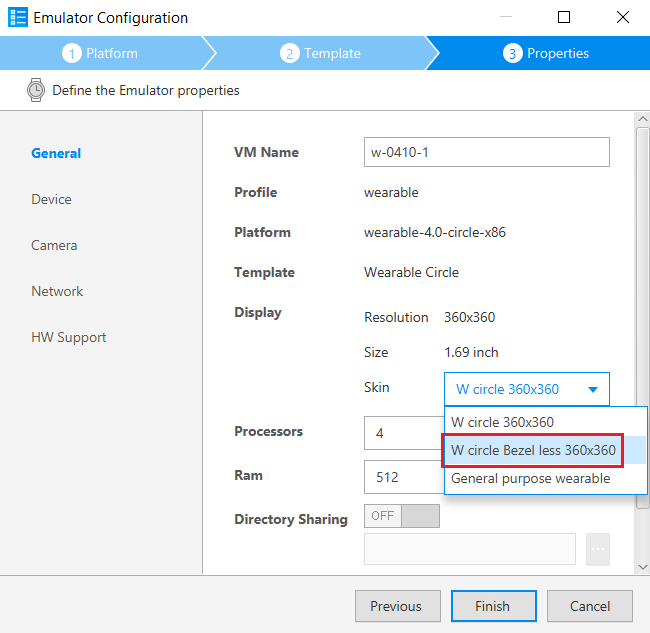 Emulator Configuration
1 Platform
2 Template
3 Properties
Define the Emulator properties
General
Device
Camera
Network
HW Support
VM Name w-0410-1
Profile wearable
Platform wearable-4.0-circle-x86
Template Wearable Circle
Display
Resolution 360x360
Size 1.69 inch
Skin W circle 360x360
W circle 360x360
W circle Bezel less 360x360
General purpose wearable
Processors 4
Ram 512
Directory Sharing OFF
...
Previous
Finish
Cancel